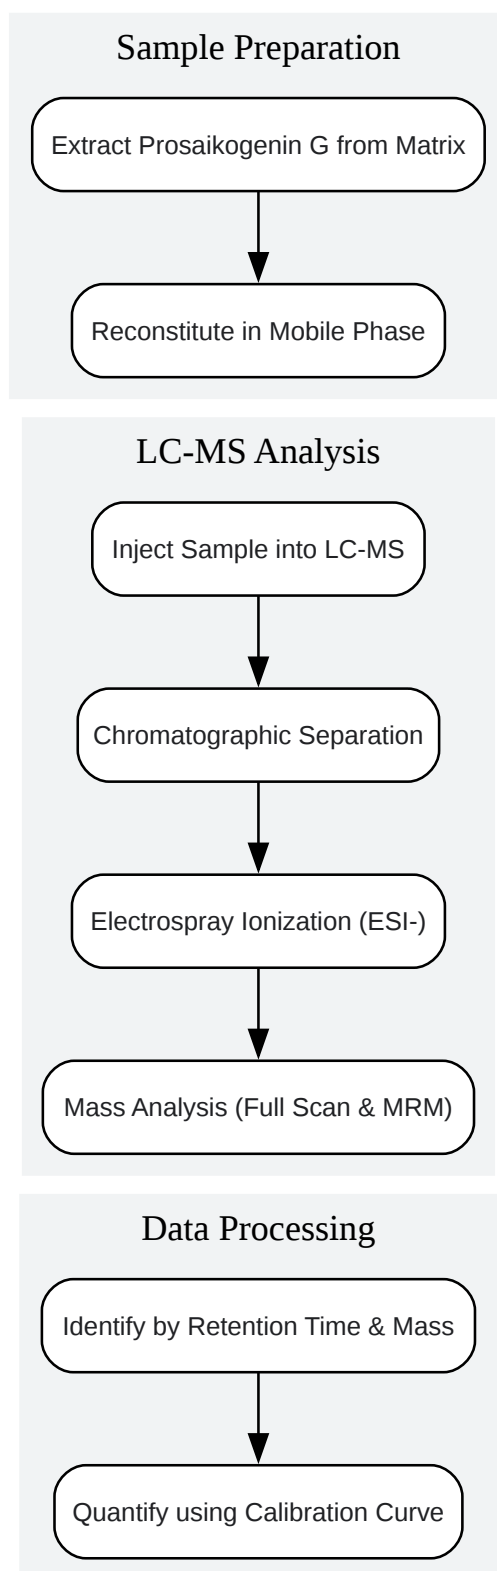 Sample Preparation
Extract Prosaikogenin G from Matrix
Reconstitute in Mobile Phase
LC-MS Analysis
Inject Sample into LC-MS
Chromatographic Separation
Electrospray Ionization (ESI-)
Mass Analysis (Full Scan & MRM)
Data Processing
Identify by Retention Time & Mass
Quantify using Calibration Curve